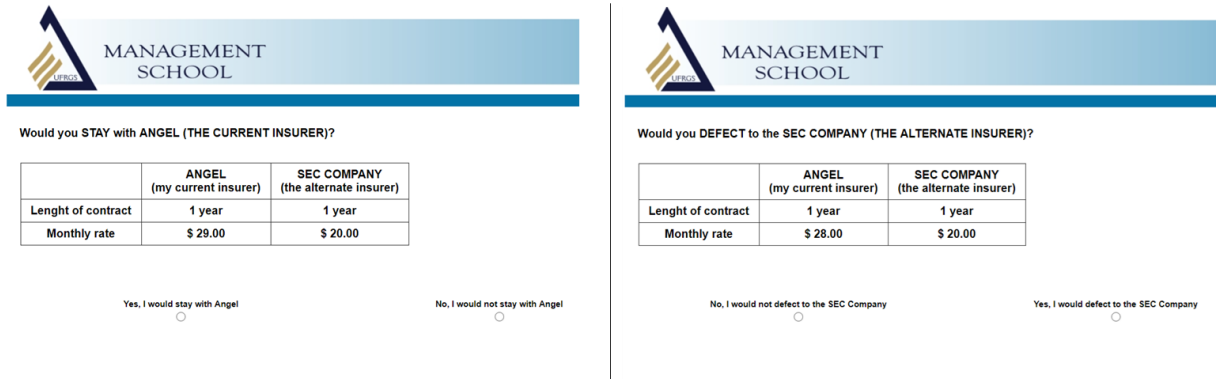 UFRGS
MANAGEMENT
SCHOOL
Would you STAY with ANGEL (THE CURRENT INSURER)?
ANGEL SEC COMPANY
(my current insurer) (the alternate insurer)
Lenght of contract 1 year 1 year
Monthly rate $ 29.00 $ 20.00
Yes, I would stay with Angel No, I would not stay with Angel
UFRGS
MANAGEMENT
SCHOOL
Would you DEFECT to the SEC COMPANY (THE ALTERNATE INSURER)?
ANGEL SEC COMPANY
(my current insurer) (the alternate insurer)
Lenght of contract 1 year 1 year
Monthly rate $ 28.00 $ 20.00
No, I would not defect to the SEC Company Yes, I would defect to the SEC Company